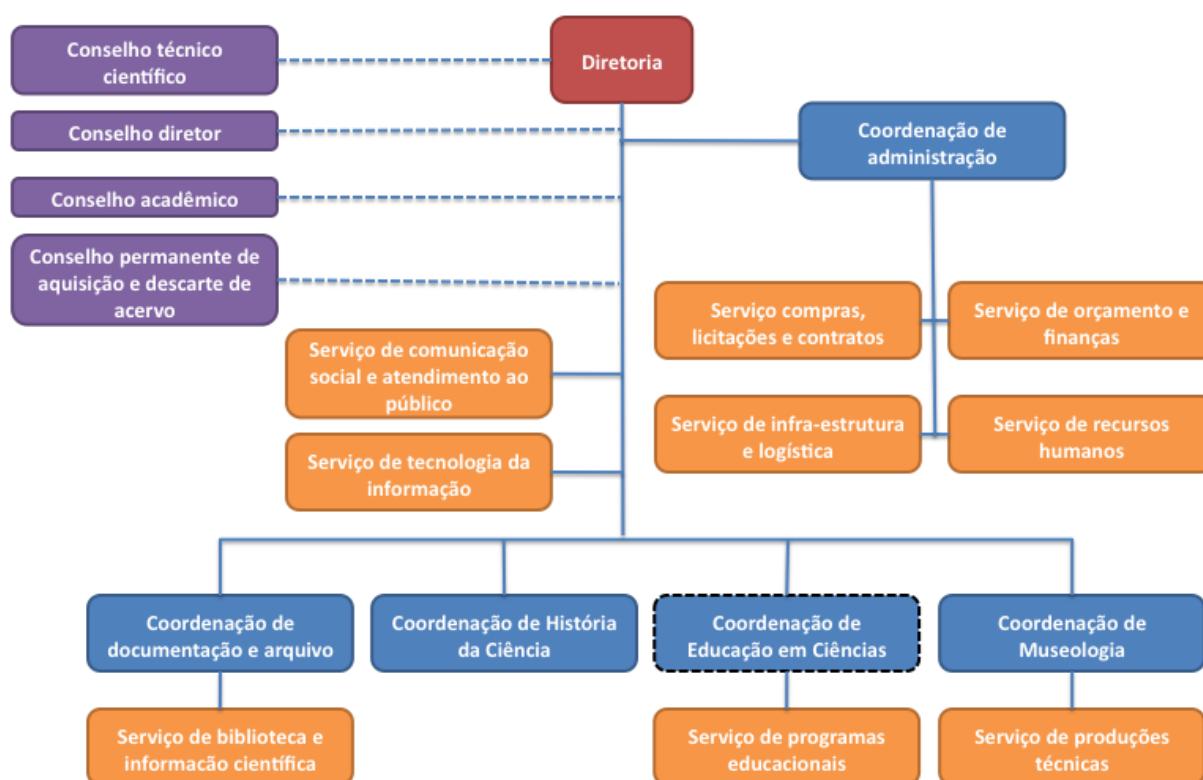 Conselho técnico
científico
Diretoria
Conselho diretor
Coordenação de
administração
Conselho acadêmico
Conselho permanente de
aquisição e descarte de
acervo
Serviço compras,
licitações e contratos
Serviço de orçamento e
finanças
Serviço de comunicação
social e atendimento ao
público
Serviço de infra-estrutura
e logística
Serviço de recursos
humanos
Serviço de tecnologia da
informação
Coordenação de
documentação e arquivo
Coordenação de História
da Ciência
Coordenação de
Educação em Ciências
Coordenação de
Museologia
Serviço de biblioteca e
informação científica
Serviço de programas
educacionais
Serviço de produções
técnicas